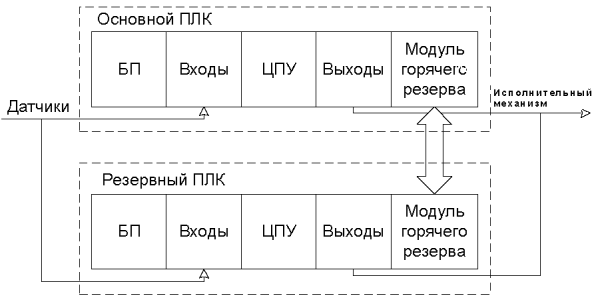 Основной ПЛК
БП
Входы
ЦПУ
Выходы
Модуль
горячего
резерва
Датчики
Исполнительный
механизм
Резервный ПЛК
БП
Входы
ЦПУ
Выходы
Модуль
горячего
резерва